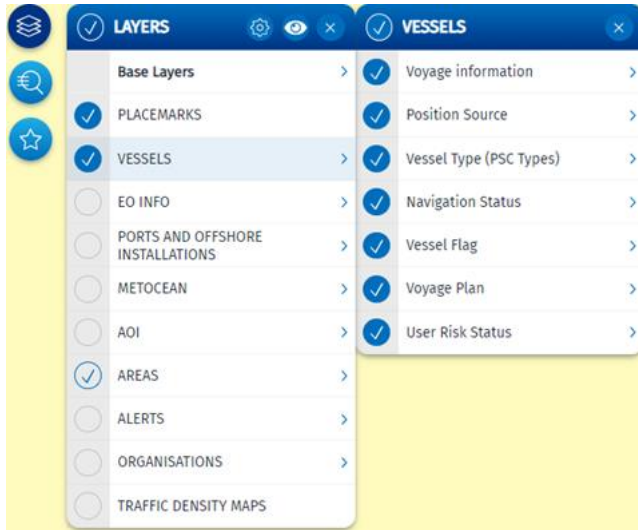 LAYERS
Base Layers
PLACEMARKS
VESSELS
EO INFO
PORTS AND OFFSHORE
INSTALLATIONS
METOCEAN
AOI
AREAS
ALERTS
ORGANISATIONS
TRAFFIC DENSITY MAPS
VESSELS
Voyage information
Position Source
Vessel Type (PSC Types)
Navigation Status
Vessel Flag
Voyage Plan
User Risk Status